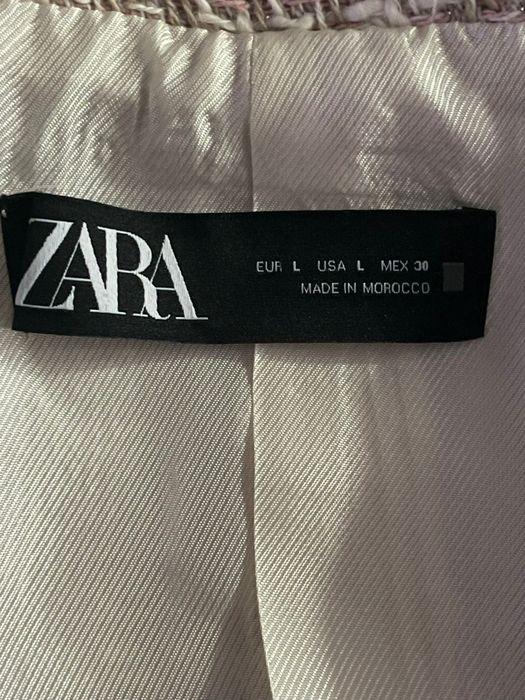 ZARA
EUR L USA L MEX 30
MADE IN MOROCCO